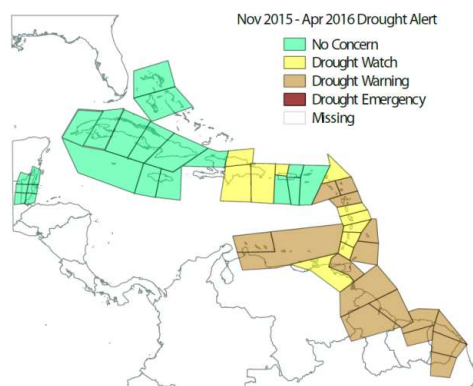 Nov 2015 - Apr 2016 Drought Alert
No Concern
Drought Watch
Drought Warning
Drought Emergency
Missing